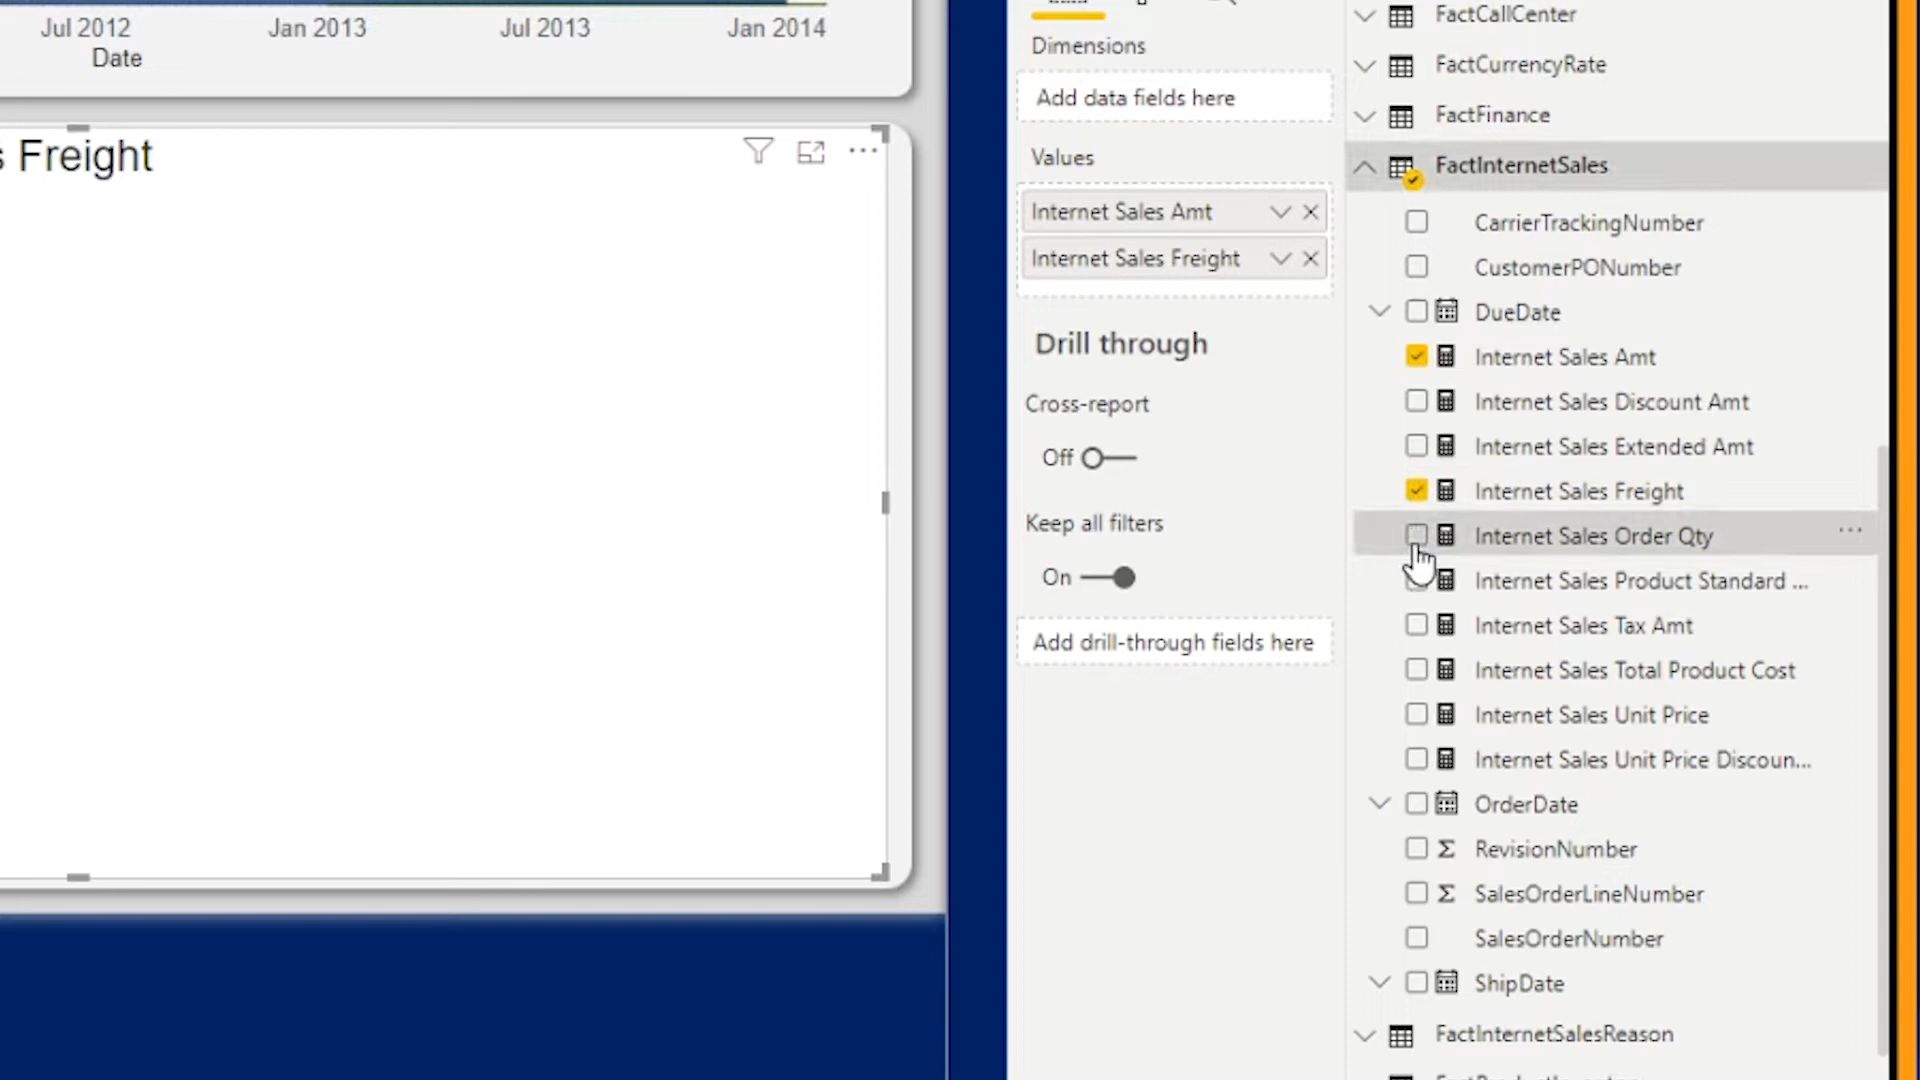 Jul 2012
Jan 2013
Jul 2013
Jan 2014
Date
Freight
Dimensions
Add data fields here
Values
Internet Sales Amt
Internet Sales Freight
Drill through
Cross-report
Off
Keep all filters
On
Add drill-through fields here
FactCallCenter
FactCurrencyRate
FactFinance
FactInternetSales
CarrierTrackingNumber
CustomerPONumber
DueDate
Internet Sales Amt
Internet Sales Discount Amt
Internet Sales Extended Amt
Internet Sales Freight
Internet Sales Order Qty
Internet Sales Product Standard ...
Internet Sales Tax Amt
Internet Sales Total Product Cost
Internet Sales Unit Price
Internet Sales Unit Price Discoun...
OrderDate
RevisionNumber
SalesOrderLineNumber
SalesOrderNumber
ShipDate
FactInternetSalesReason